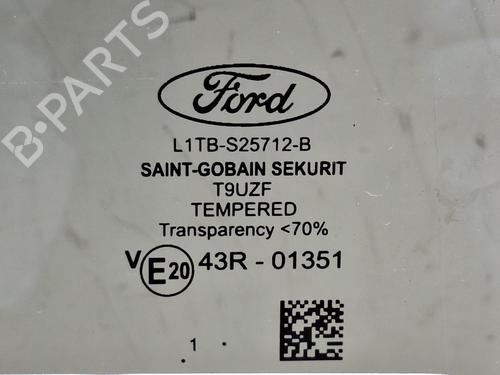 B-PARTS
Ford
L1TB-S25712-B
SAINT-GOBAIN SEKURIT
T9UZF
TEMPERED
Transparency <70%
V E20 43R - 01351
1